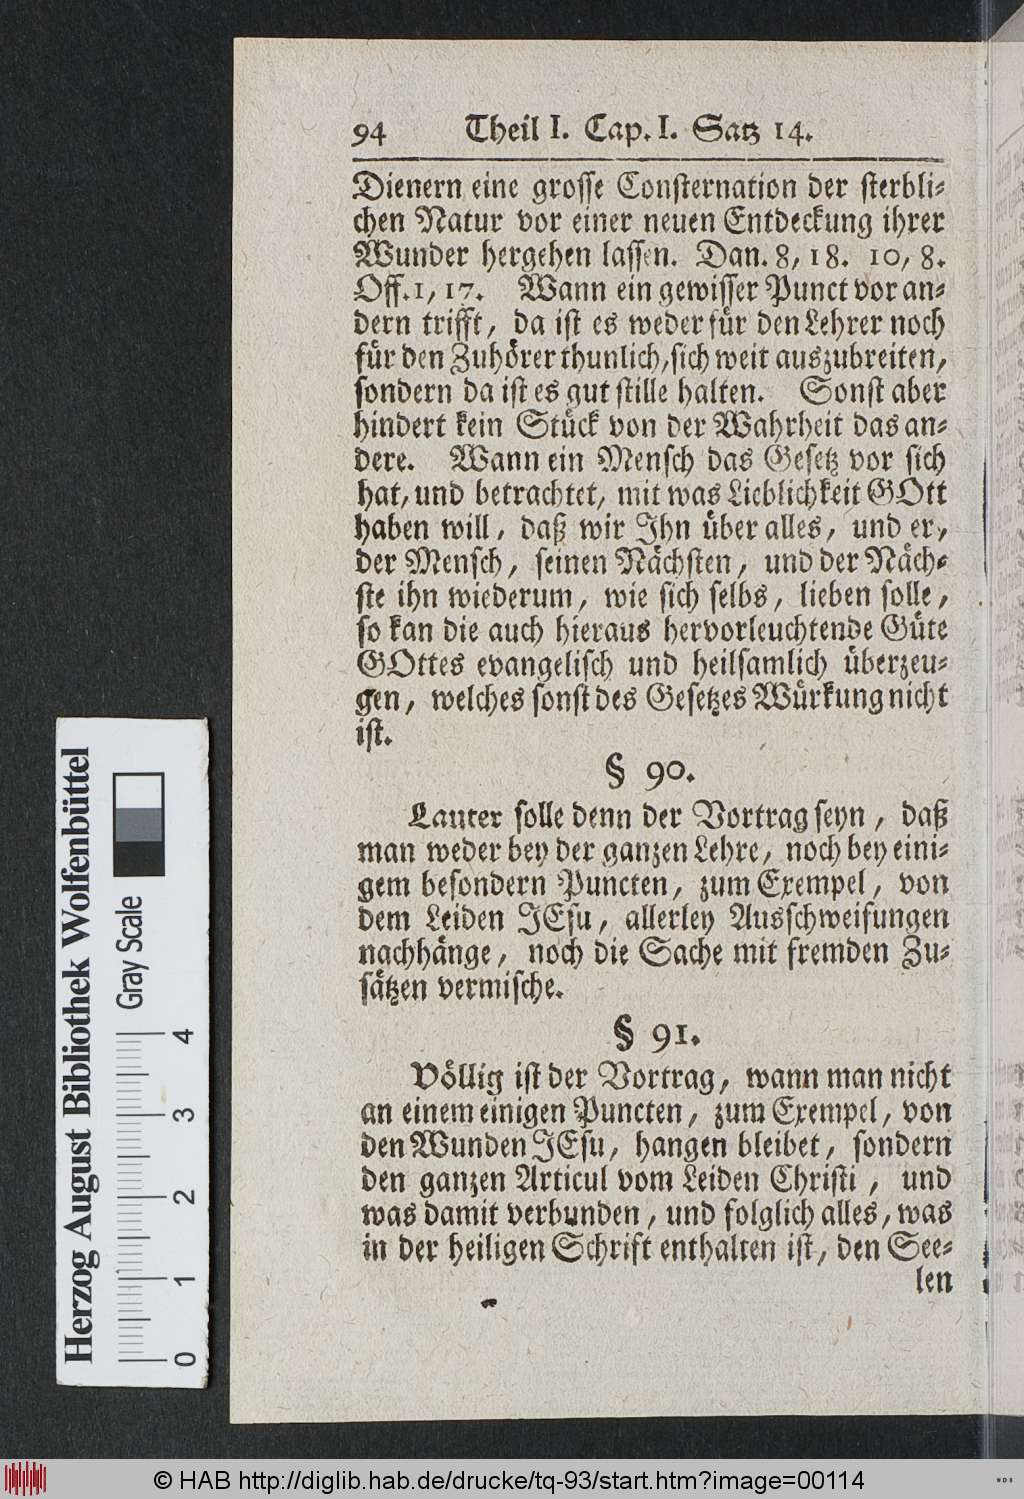 94 Theil I. Cap. I. Satz 14.
Dienern eine grosse Consternation der sterbli-
chen Natur vor einer neuen Entdeckung ihrer
Wunder hergehen lassen. Dan. 8, 18. 10, 8.
Off. 1, 17. Wann ein gewisser Punct vor an-
dern trifft, da ist es weder für den Lehrer noch
für den Zuhörer thunlich, sich weit auszubreiten,
sondern da ist es gut stille halten. Sonst aber
hindert kein Stück von der Wahrheit das an-
dere. Wann ein Mensch das Gesetz vor sich
hat, und betrachtet, mit was Lieblichkeit GOtt
haben will, daß wir Ihn über alles, und er,
der Mensch, seinen Nächsten, und der Näch-
ste ihn wiederum, wie sich selbs, lieben solle,
so kan die auch hieraus hervorleuchtende Güte
GOttes evangelisch und heilsamlich überzeu-
gen, welches sonst des Gesetzes Würkung nicht
ist.
§ 90.
Lauter solle denn der Vortrag seyn, daß
man weder bey der ganzen Lehre, noch bey eini-
gem besondern Puncten, zum Exempel, von
dem Leiden JEsu, allerley Ausschweifungen
nachhänge, noch die Sache mit fremden Zu-
sätzen vermische.
§ 91.
Völlig ist der Vortrag, wann man nicht
an einem einigen Puncten, zum Exempel, von
den Wunden JEsu, hangen bleibet, sondern
den ganzen Articul vom Leiden Christi, und
was damit verbunden, und folglich alles, was
in der heiligen Schrift enthalten ist, den See-
len
Herzog August Bibliothek Wolfenbüttel
Gray Scale
0 1 2 3 4
© HAB http://diglib.hab.de/drucke/tq-93/start.htm?image=00114